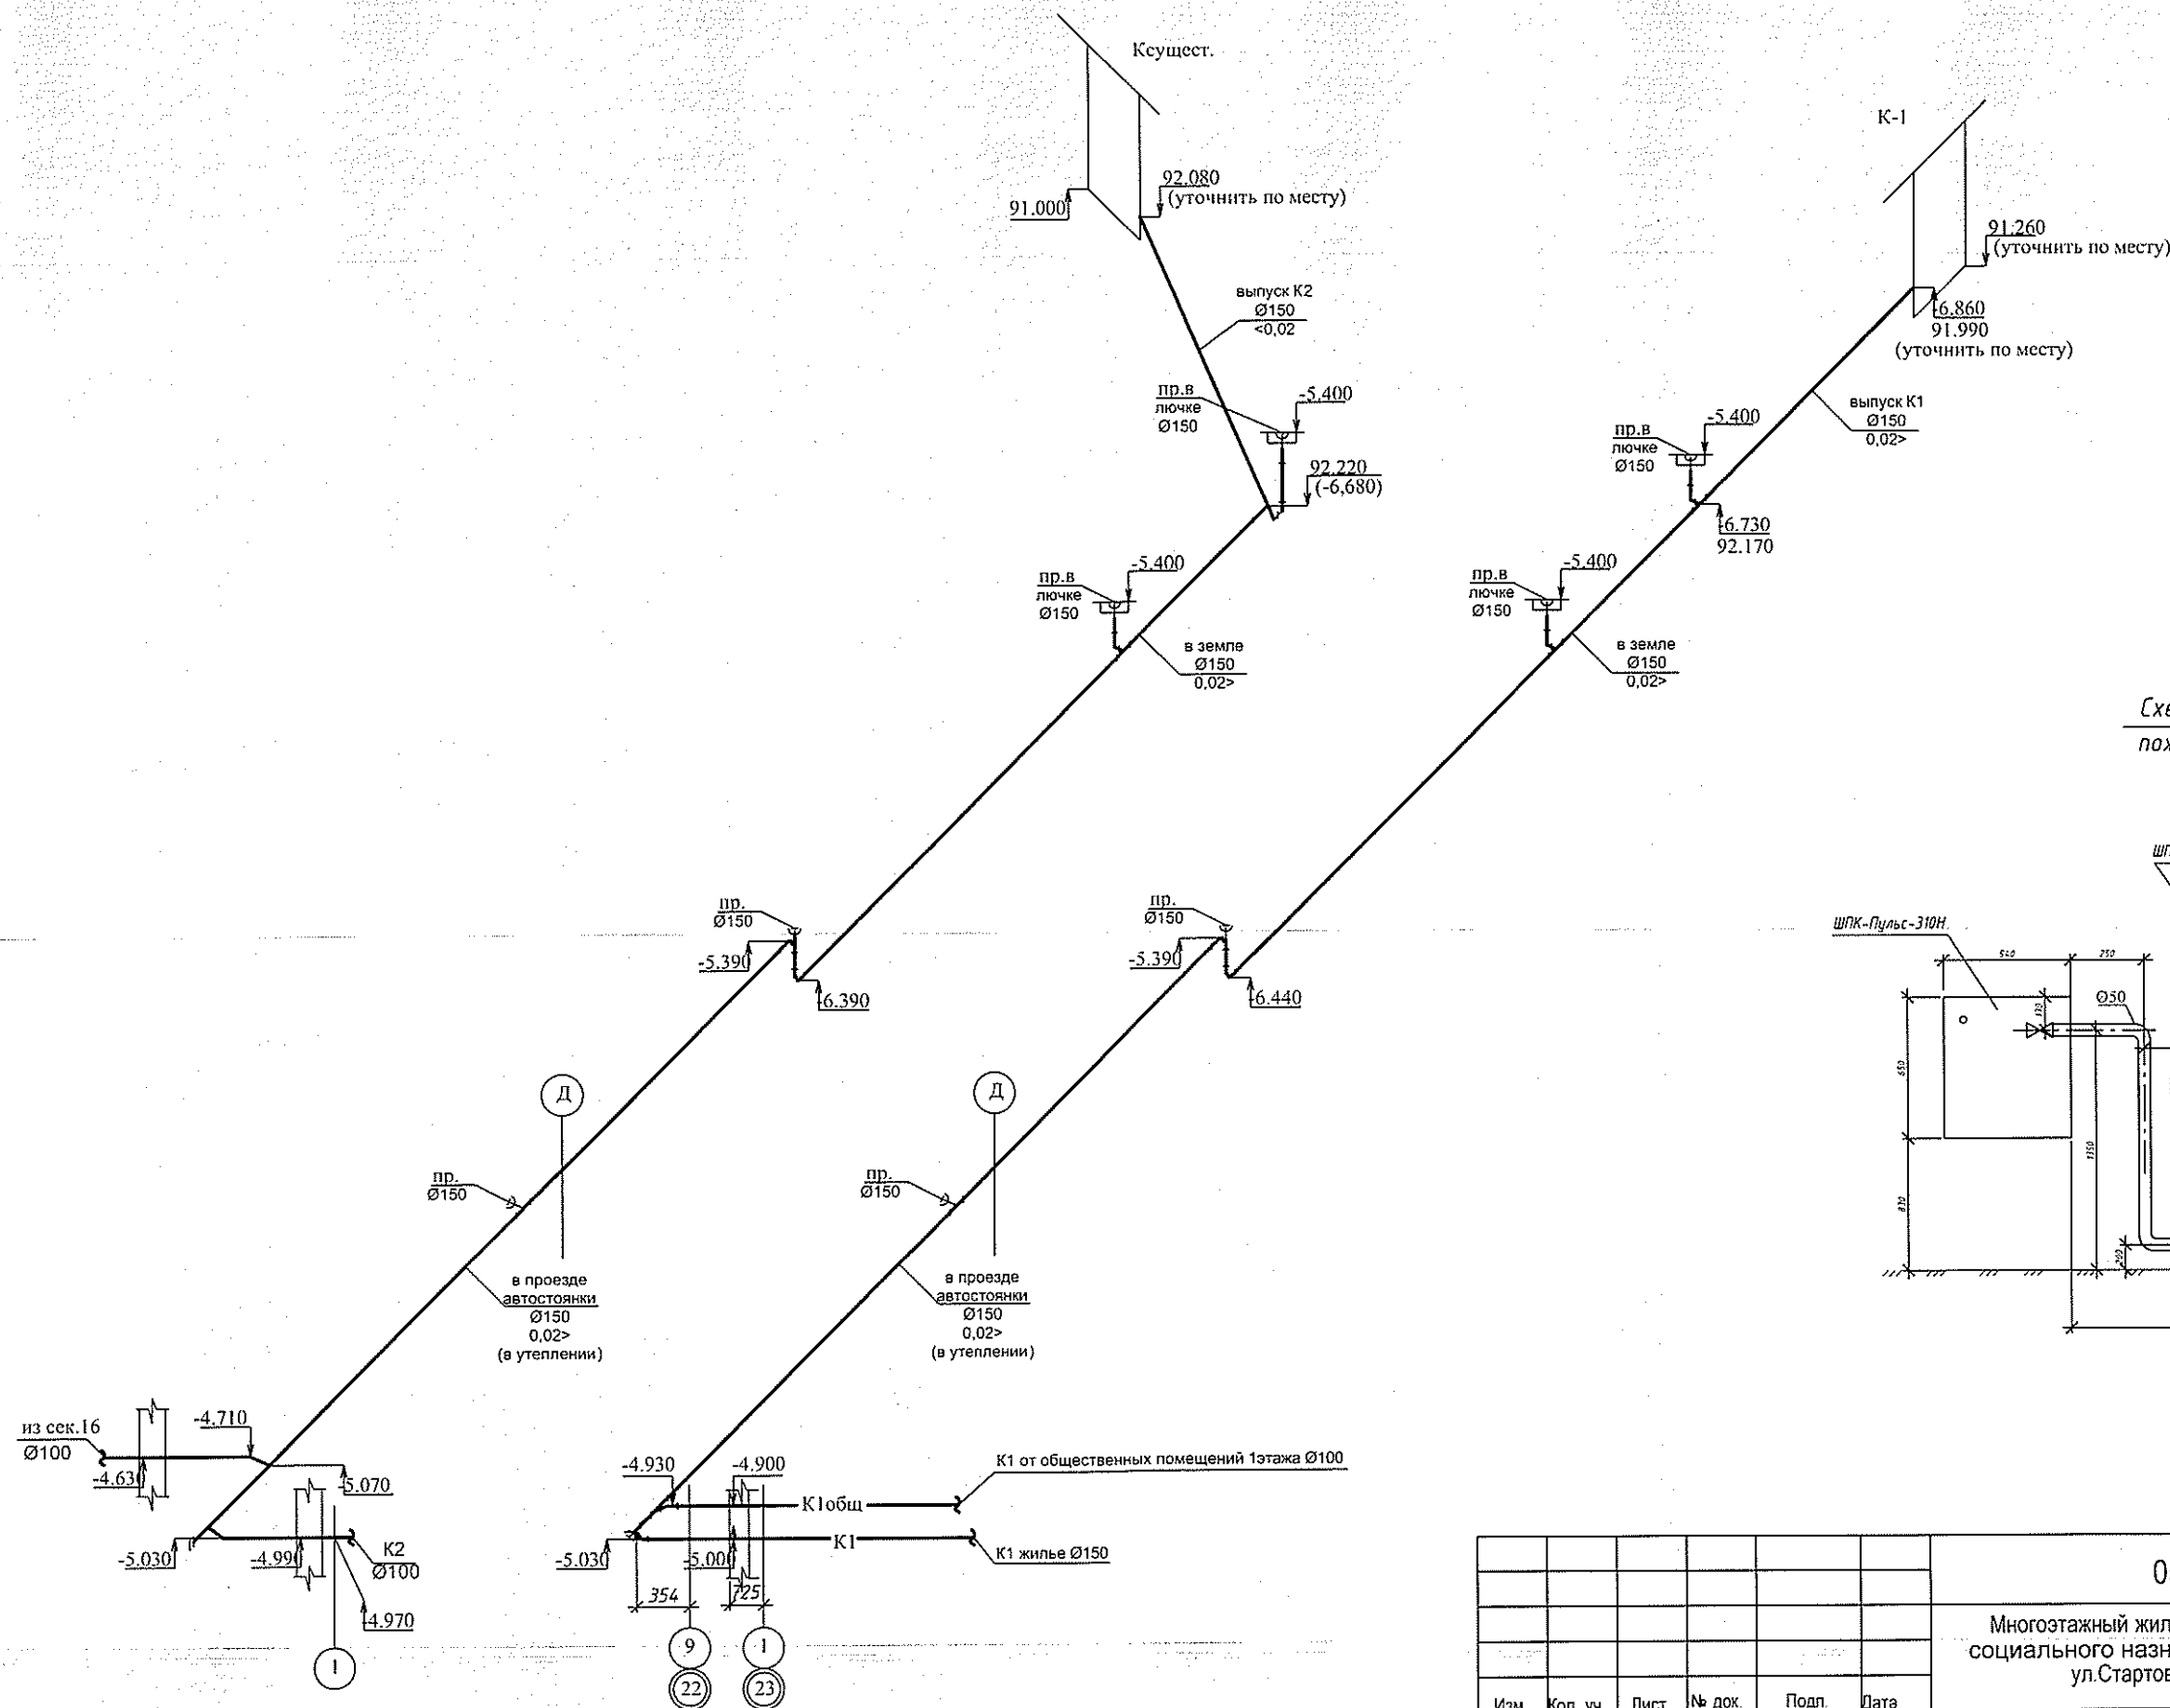 Ксущест.
К-1
92.080
(уточнить по месту)
91.000
91.260
(уточнить по месту)
выпуск К2
Ø150
<0,02
-6.860
91.990
(уточнить по месту)
пр.в
лючке
Ø150
-5.400
выпуск К1
Ø150
0,02>
пр.в
лючке
Ø150
-5.400
92.220
(-6,680)
-6.730
92.170
пр.в
лючке
Ø150
-5.400
пр.в
лючке
Ø150
-5.400
в земле
Ø150
0,02>
в земле
Ø150
0,02>
ШПК-Пульс-310Н.
540
250
Ø50
650
1350
200
пр.
Ø150
-5.390
-6.390
пр.
Ø150
-5.390
-6.440
Д
Д
пр.
Ø150
пр.
Ø150
в проезде
автостоянки
Ø150
0,02>
(в утеплении)
в проезде
автостоянки
Ø150
0,02>
(в утеплении)
из сек.16
Ø100
-4.710
-4.630
-5.070
-5.030
-4.990
К2
Ø100
-4.970
1
-4.930
-4.900
К1 от общественных помещений 1этажа Ø100
К1общ
К1
-5.030
-5.000
К1 жилье Ø150
354
725
9
1
22
23
0
Многоэтажный жил
социального назн
ул.Стартов
Изм.
Кол. уч.
Лист
№ док.
Подп.
Дата